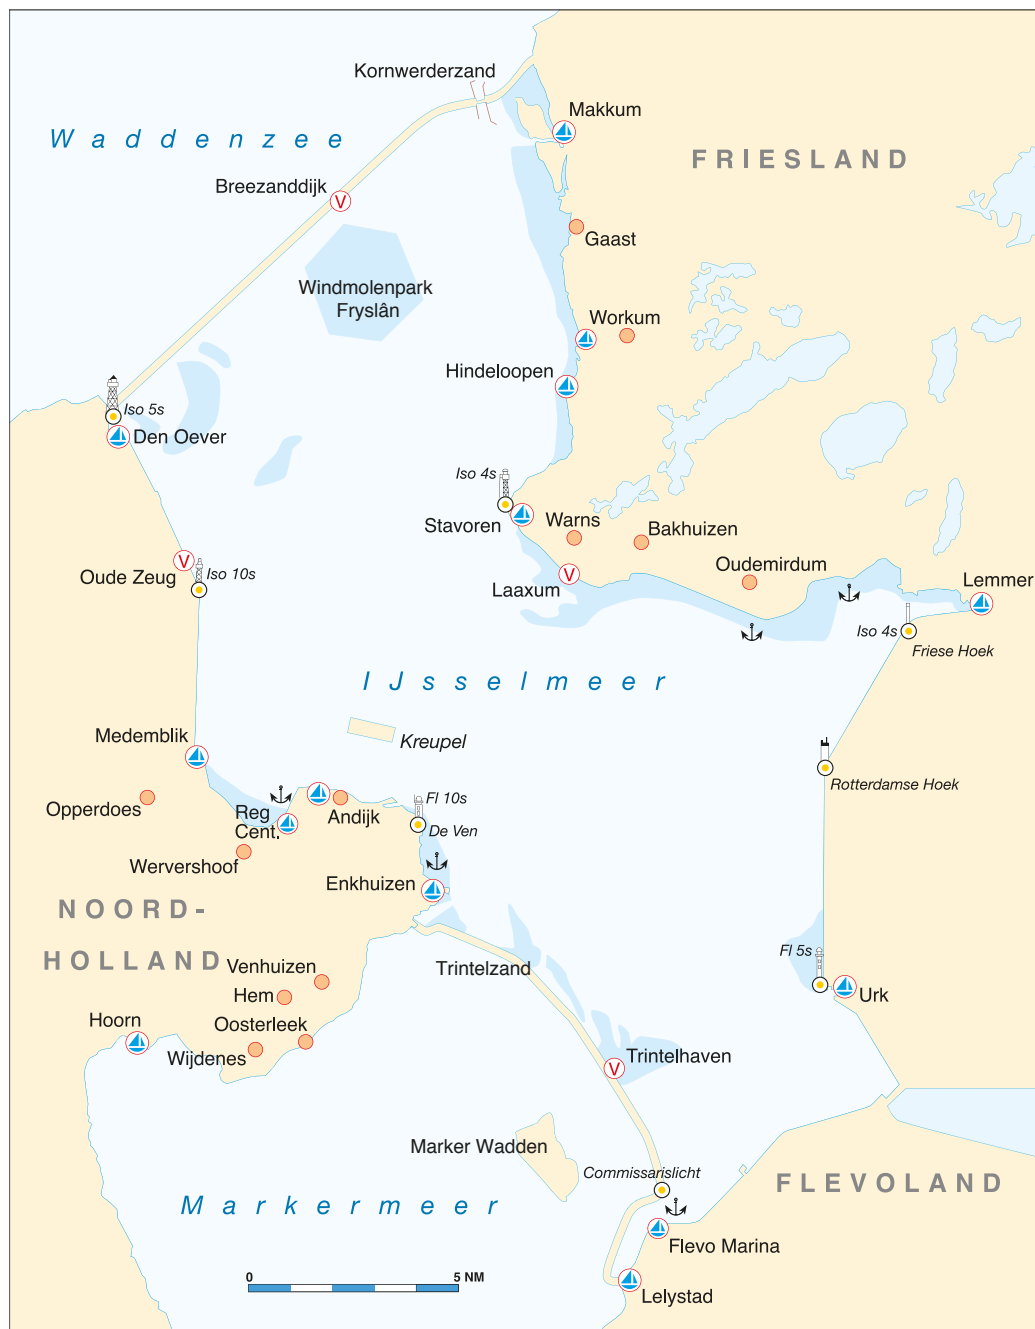 Kornwerderzand
Makkum
Waddenzee
FRIESLAND
Breezanddijk
V
Gaast
Windmolenpark
Fryslân
Workum
Hindeloopen
Iso 5s
Den Oever
Iso 4s
Stavoren
Warns
Bakhuizen
V
Oude Zeug
Iso 10s
Oudemirdum
V
Laaxum
Lemmer
Iso 4s
Friese Hoek
IJsselmeer
Medemblik
Kreupel
Rotterdamse Hoek
Opperdoes
Reg
Cent.
Andijk
Fl 10s
De Ven
Wervershoof
Enkhuizen
NOORD-
HOLLAND
Fl 5s
Venhuizen
Trintelzand
Hem
Urk
Hoorn
Oosterleek
Wijdenes
Trintelhaven
V
Marker Wadden
Commissarislicht
FLEVOLAND
Markermeer
Flevo Marina
0
5 NM
Lelystad